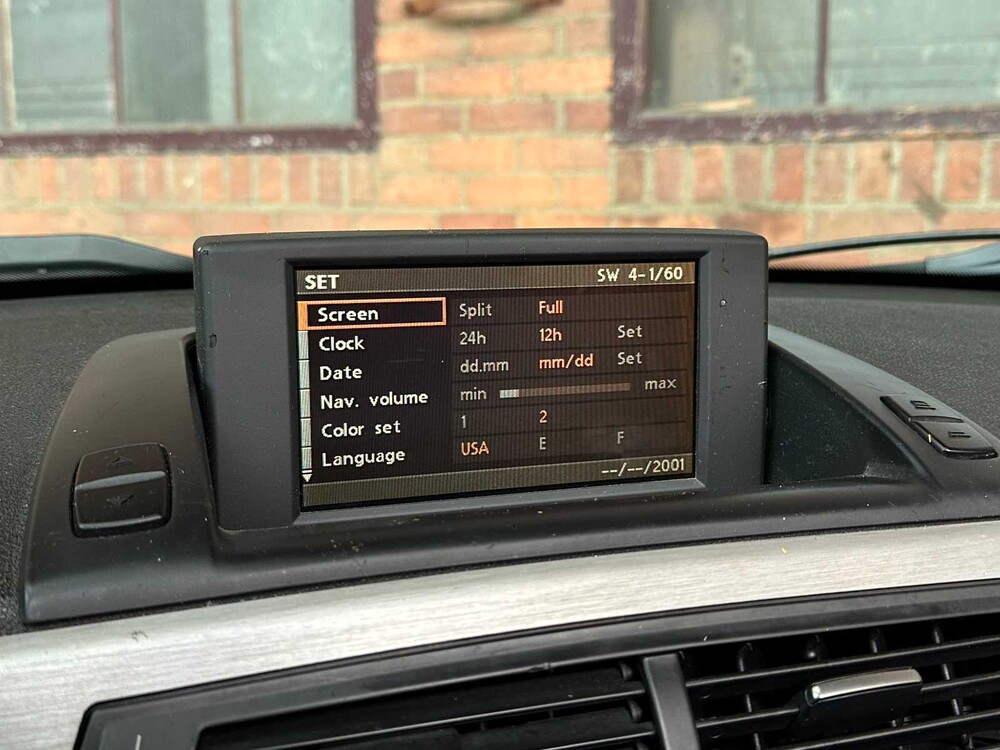 SET SW 4-1/60
Screen Split Full
Clock 24h 12h Set
Date dd.mm mm/dd Set
Nav. volume min max
Color set 1 2
Language USA E F
--/--/2001